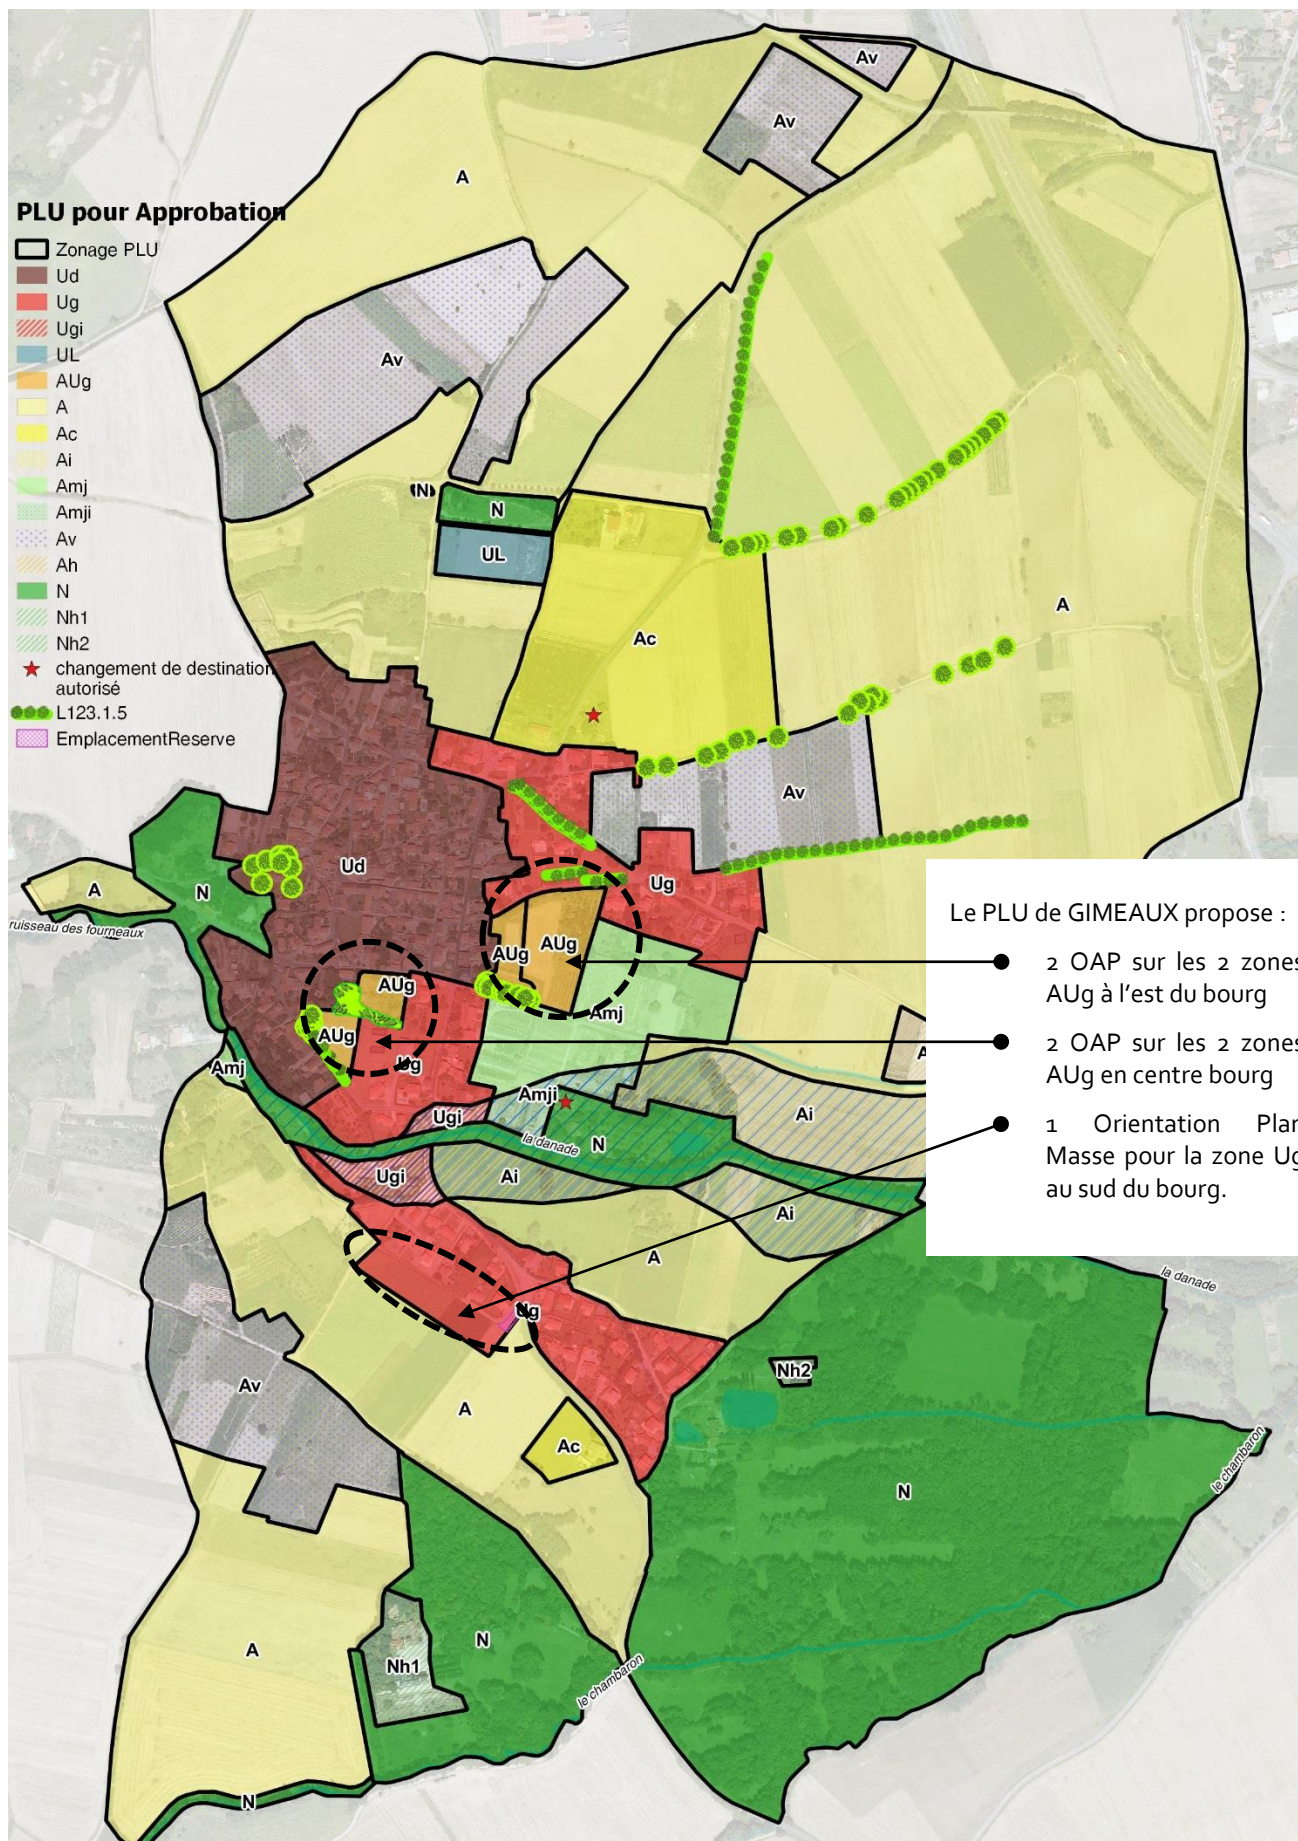 Av
Av
A
PLU pour Approbation
Zonage PLU
Ud
Ug
Ugi
UL
AUg
A
Ac
Ai
Amj
Amji
Av
Ah
N
Nh1
Nh2
changement de destination
autorisé
L123.1.5
EmplacementReserve
Av
N
N
UL
A
Ac
Av
Ud
Ug
A
N
ruisseau des fourneaux
AUg
AUg
AUg
AUg
Amj
Ug
Amj
Amji
Ugi
Ai
la danade
N
Ugi
Ai
Ai
A
Ug
Le PLU de GIMEAUX propose :
2 OAP sur les 2 zones
AUg à l'est du bourg
2 OAP sur les 2 zones
AUg en centre bourg
1 Orientation Plan
Masse pour la zone Ug
au sud du bourg.
la danade
Nh2
Av
A
Ac
le chambaron
N
A
N
Nh1
le chambaron
N